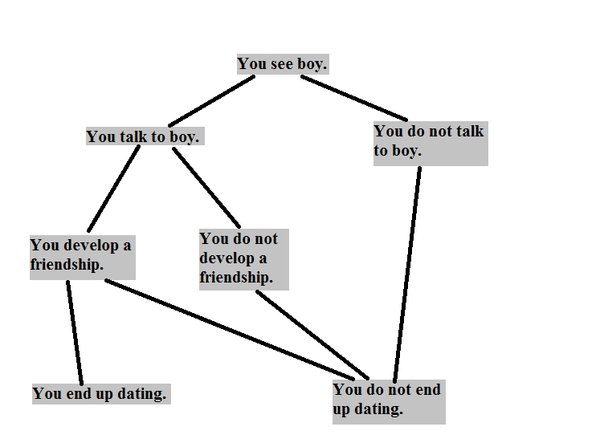 You see boy.
You talk to boy.
You do not talk
to boy.
You develop a
friendship.
You do not
develop a
friendship.
You end up dating.
You do not end
up dating.